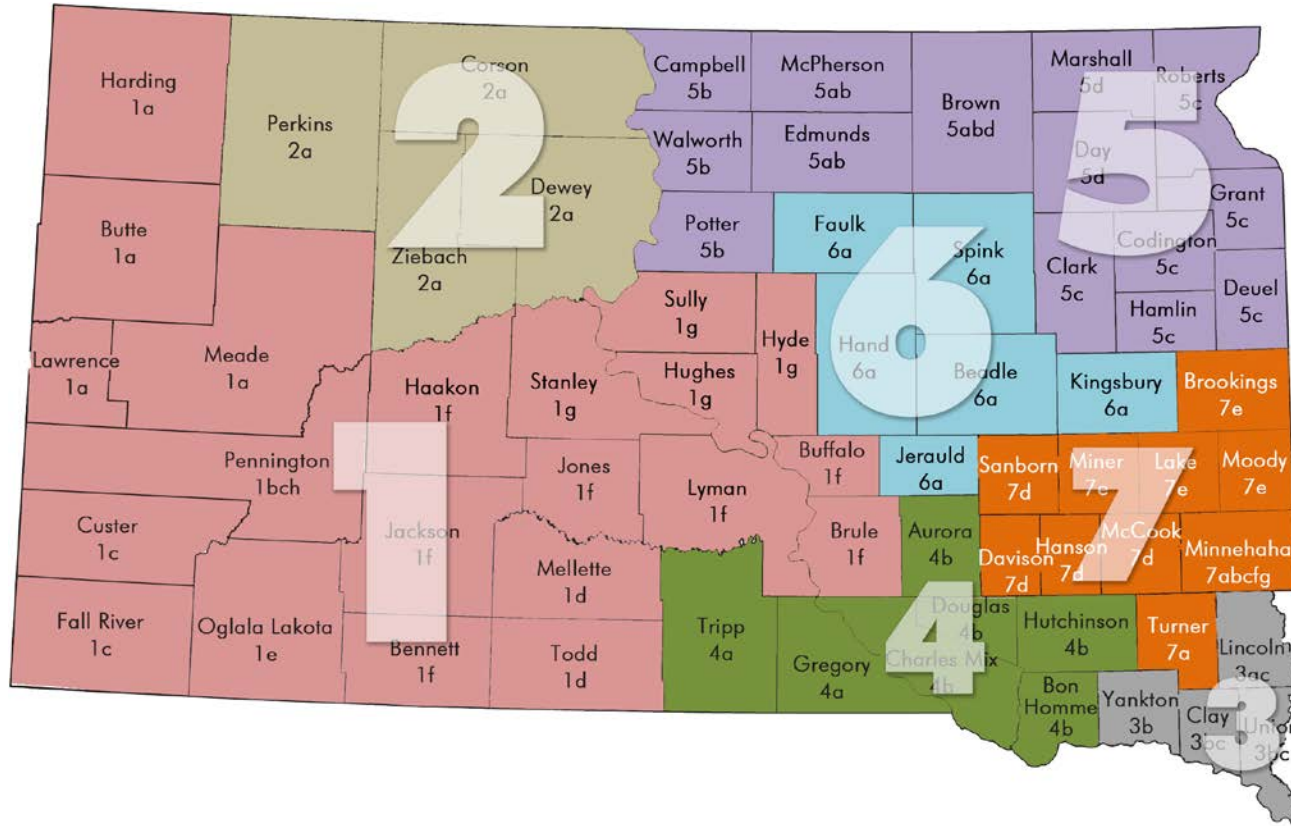 Harding
1a
Perkins
2a
Corson
2a
2
Campbell
5b
McPherson
5ab
Brown
5abd
Marshall
5d
Roberts
5c
5
Walworth
5b
Edmunds
5ab
Day
5d
Butte
1a
Dewey
2a
Ziebach
2a
Potter
5b
Faulk
6a
Spink
6a
6
Clark
5c
Codington
5c
Grant
5c
Hamlin
5c
Deuel
5c
Lawrence
1a
Meade
1a
Haakon
1f
Stanley
1g
Sully
1g
Hughes
1g
Hyde
1g
Hand
6a
Beadle
6a
Kingsbury
6a
Brookings
7e
Pennington
1bch
1
Jones
1f
Lyman
1f
Buffalo
1f
Jerauld
6a
Sanborn
7d
Miner
7e
Lake
7e
Moody
7e
7
Custer
1c
Jackson
1f
Mellette
1d
Brule
1f
Aurora
4b
Davison
7d
Hanson
7d
McCook
7d
Minnehaha
7abcfg
Fall River
1c
Oglala Lakota
1e
Bennett
1f
Todd
1d
Tripp
4a
Gregory
4a
4
Douglas
4b
Charles Mix
4b
Hutchinson
4b
Turner
7a
Lincoln
3ac
Bon
Homme
4b
Yankton
3b
Clay
3bc
3
Union
3bc